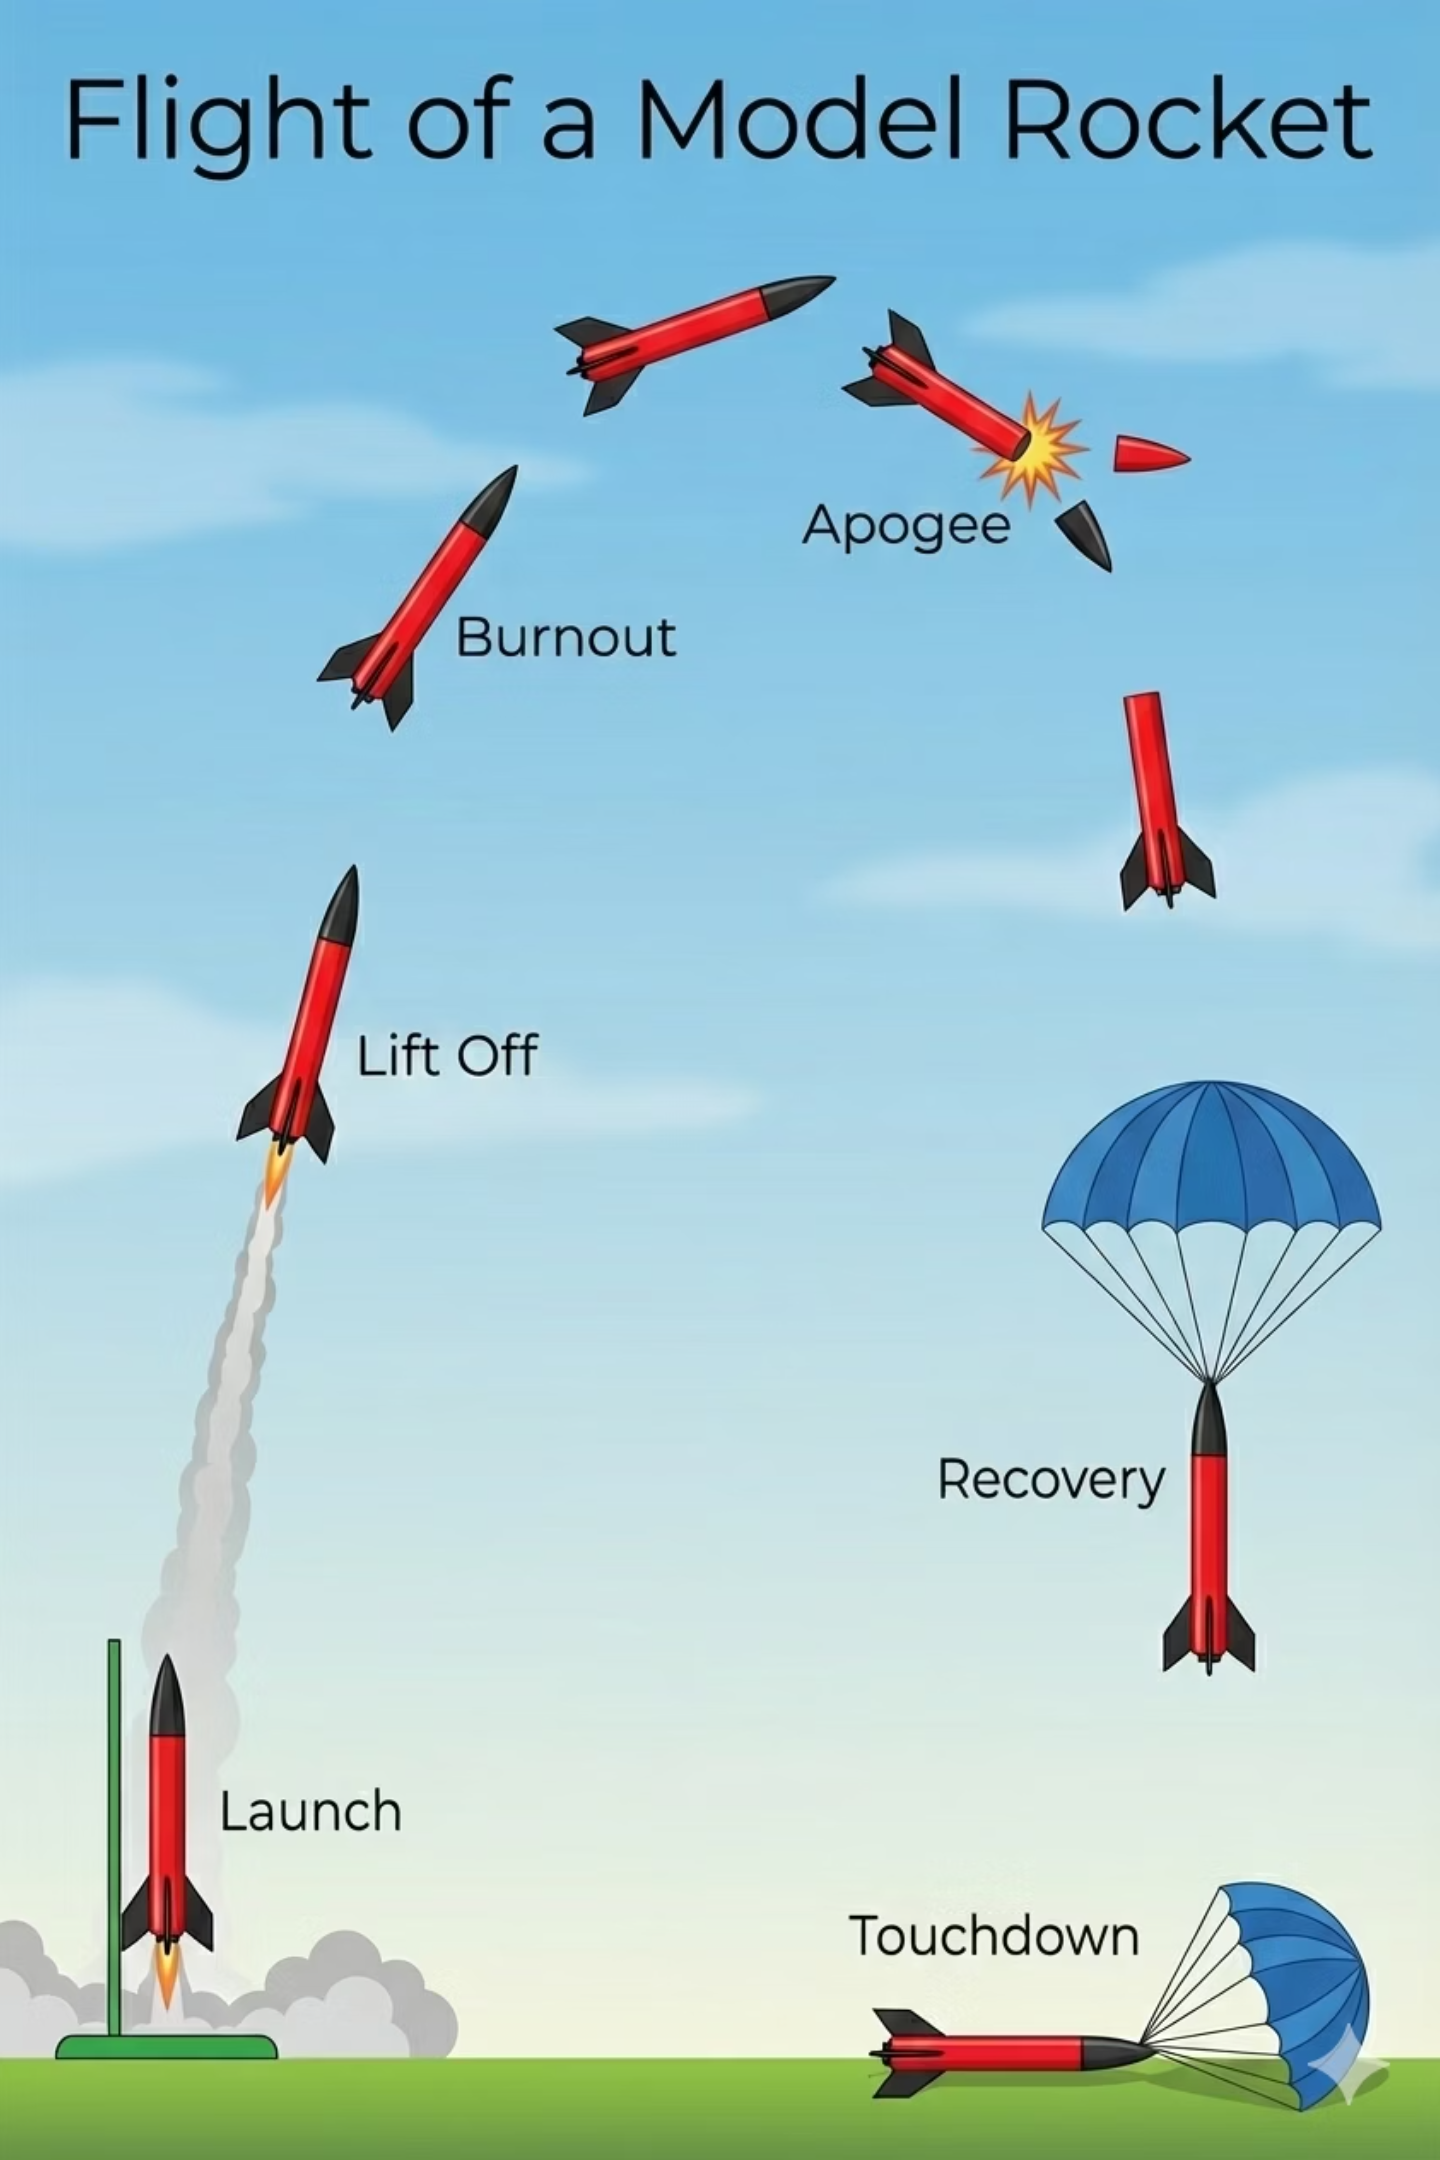 Flight of a Model Rocket
Apogee
Burnout
Lift Off
Recovery
Launch
Touchdown